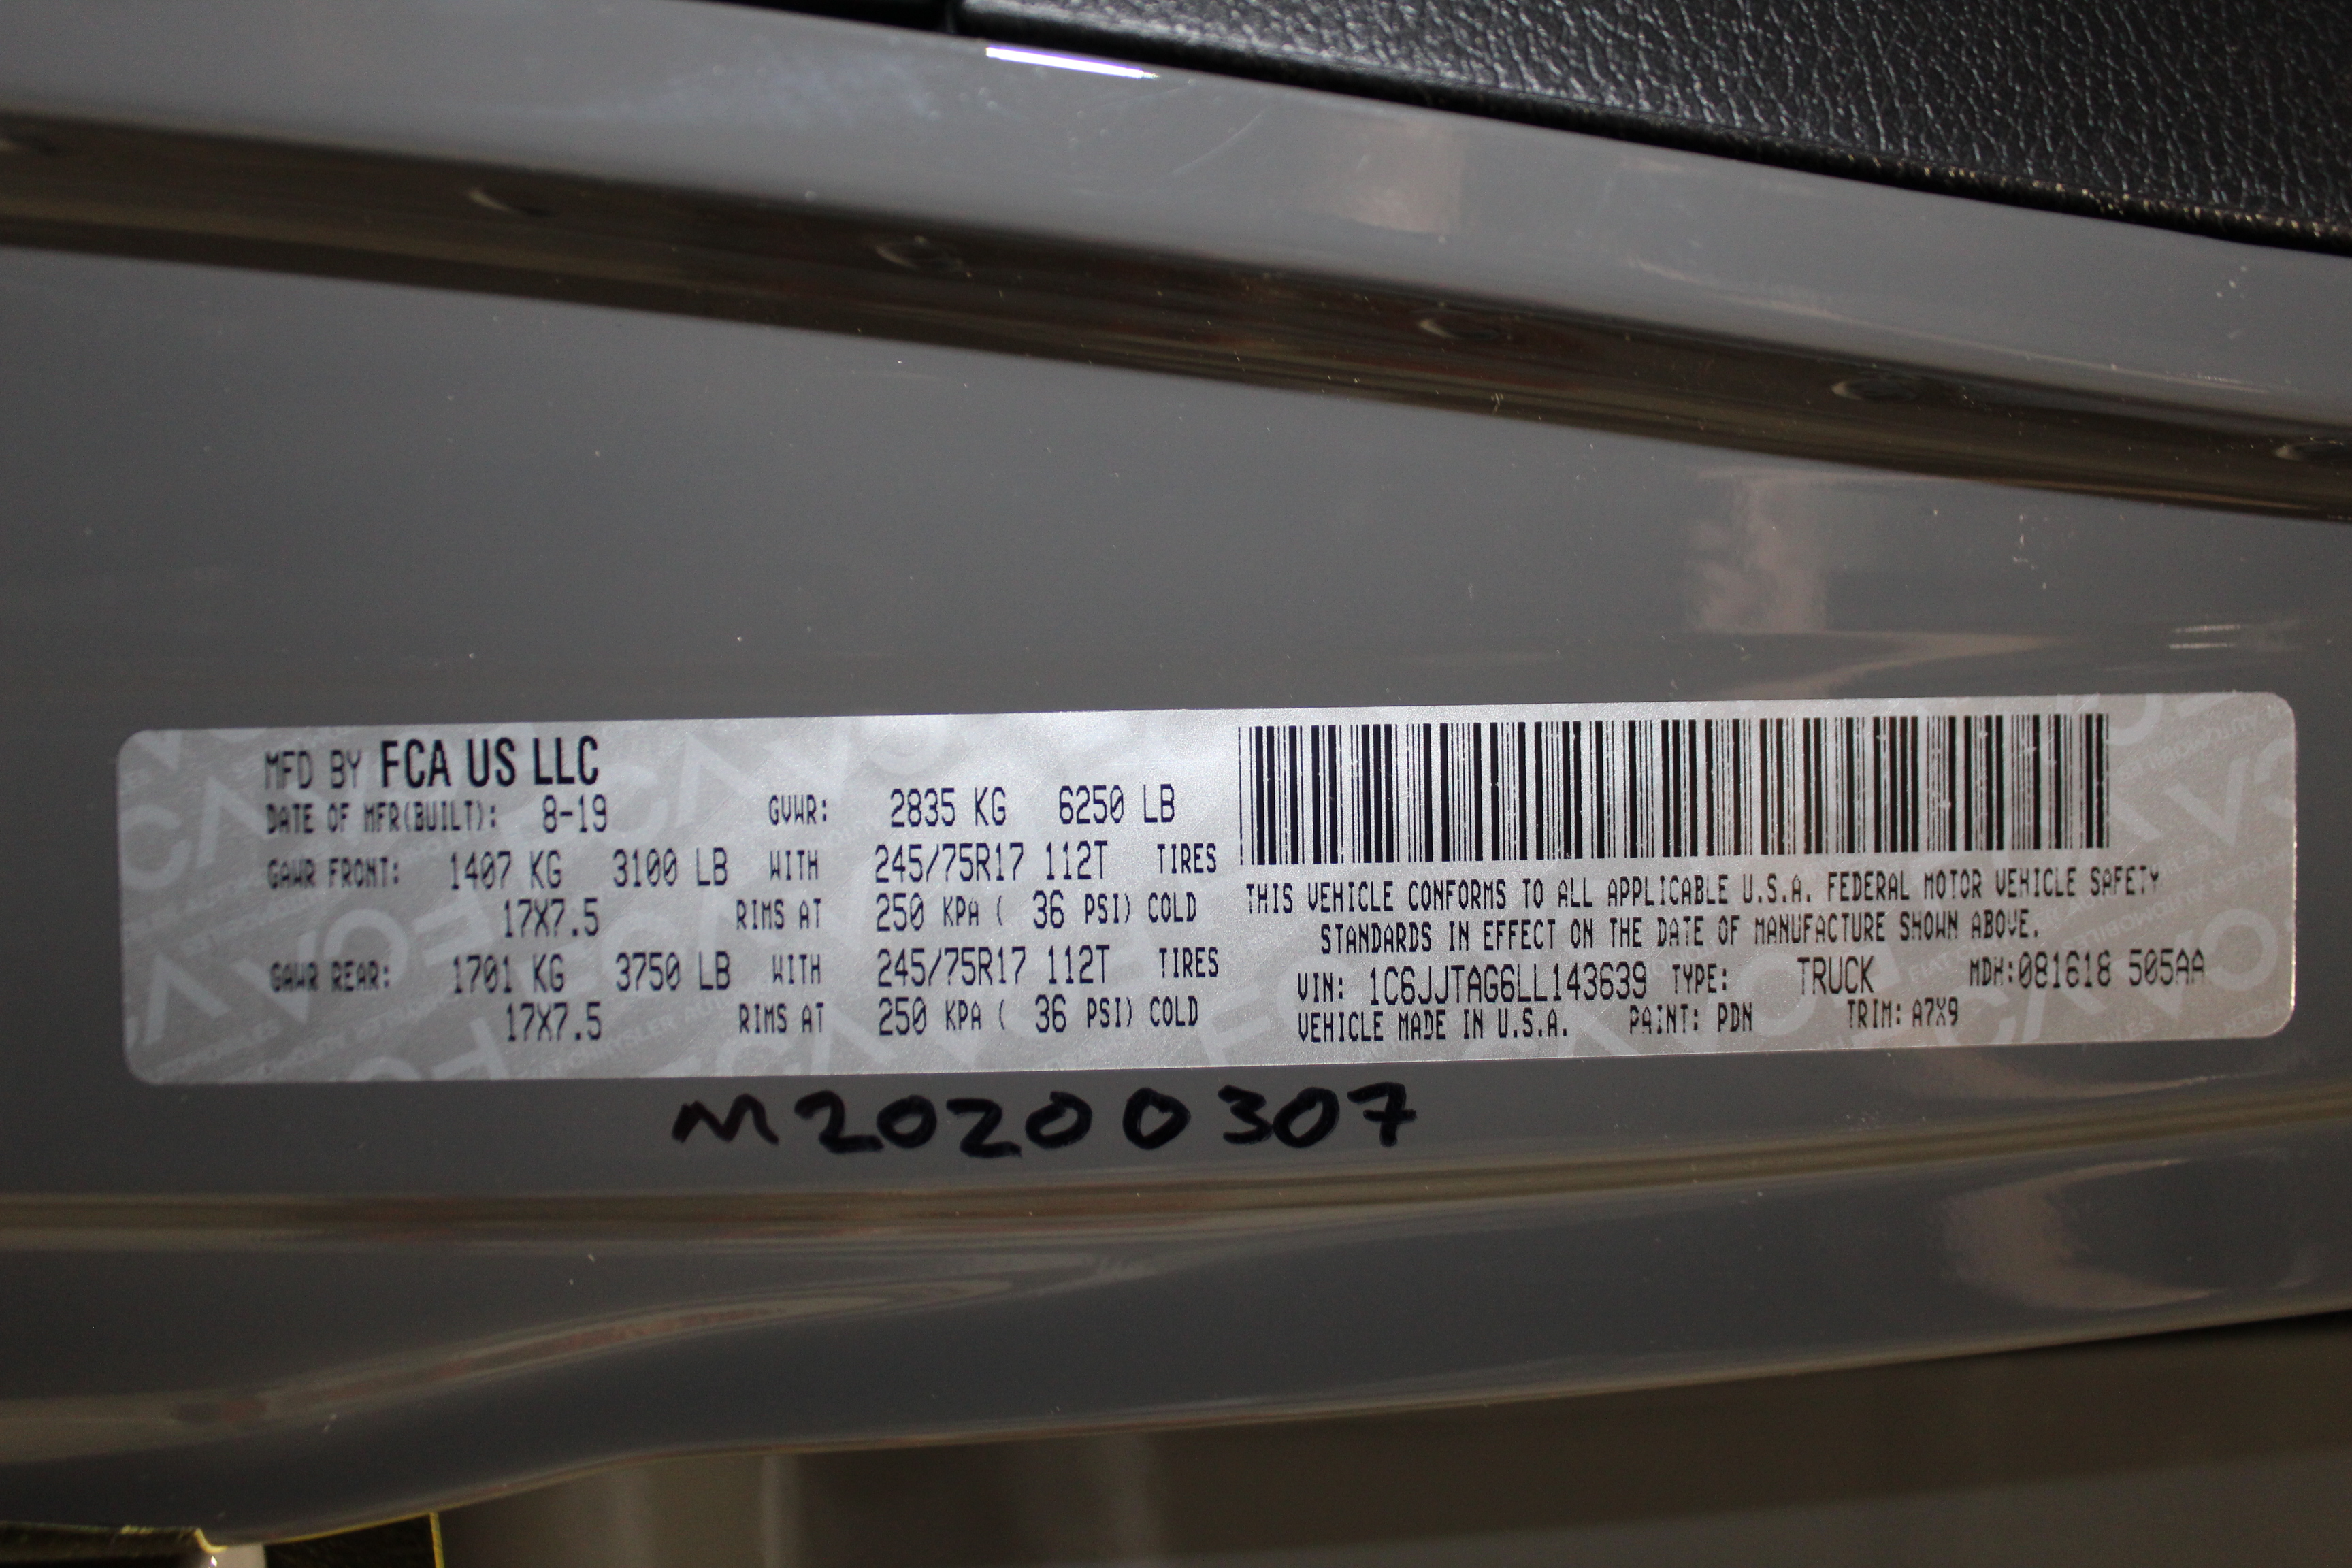 MFD BY FCA US LLC
DATE OF MFR(BUILT): 8-19 GVWR: 2835 KG 6250 LB
GAWR FRONT: 1407 KG 3100 LB WITH 245/75R17 112T TIRES
17X7.5 RIMS AT 250 KPA ( 36 PSI) COLD
GAWR REAR: 1701 KG 3750 LB WITH 245/75R17 112T TIRES
17X7.5 RIMS AT 250 KPA ( 36 PSI) COLD
THIS VEHICLE CONFORMS TO ALL APPLICABLE U.S.A. FEDERAL MOTOR VEHICLE SAFETY
STANDARDS IN EFFECT ON THE DATE OF MANUFACTURE SHOWN ABOVE.
VIN: 1C6JJTAG6LL143639 TYPE: TRUCK MDH:081618 505AA
VEHICLE MADE IN U.S.A. PAINT: PDN TRIM: A7X9
M20200307